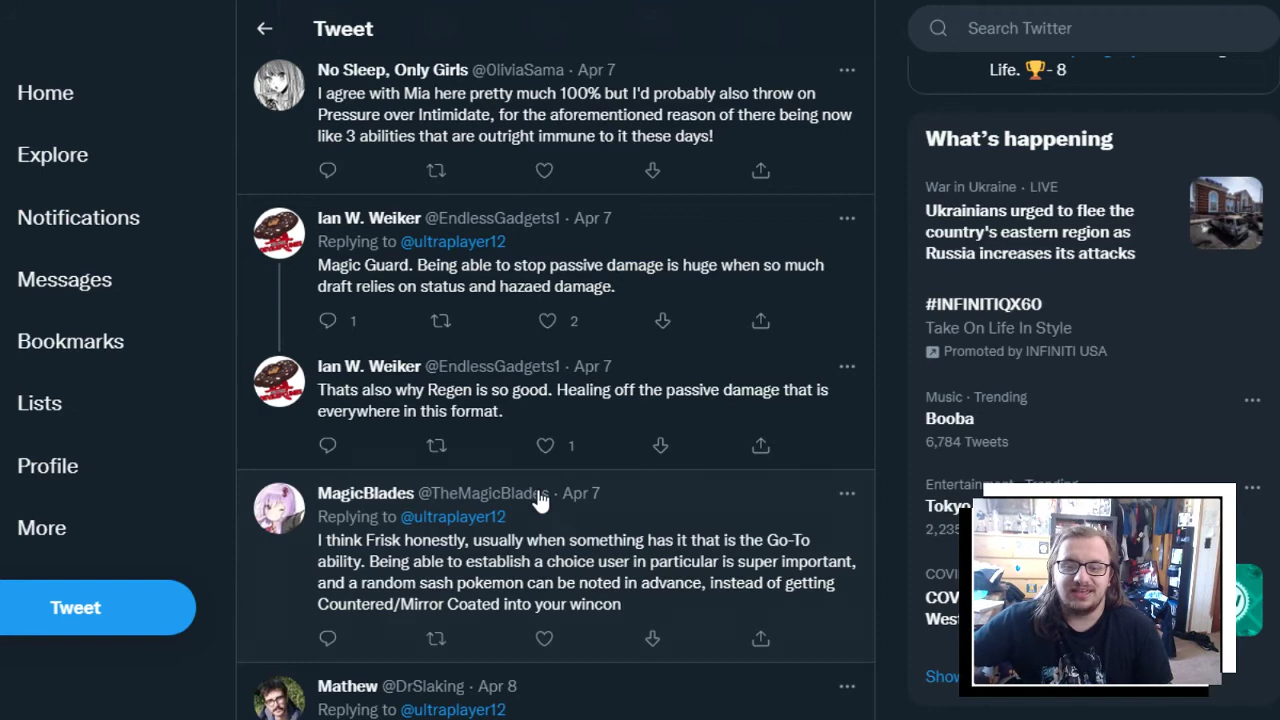 Home
Explore
Notifications
Messages
Bookmarks
Lists
Profile
More
Tweet
Tweet
No Sleep, Only Girls @0liviaSama · Apr 7
I agree with Mia here pretty much 100% but I'd probably also throw on
Pressure over Intimidate, for the aforementioned reason of there being now
like 3 abilities that are outright immune to it these days!
Ian W. Weiker @EndlessGadgets1 · Apr 7
Replying to @ultraplayer12
Magic Guard. Being able to stop passive damage is huge when so much
draft relies on status and hazaed damage.
1
2
Ian W. Weiker @EndlessGadgets1 · Apr 7
Thats also why Regen is so good. Healing off the passive damage that is
everywhere in this format.
1
MagicBlades @TheMagicBlades · Apr 7
Replying to @ultraplayer12
I think Frisk honestly, usually when something has it that is the Go-To
ability. Being able to establish a choice user in particular is super important,
and a random sash pokemon can be noted in advance, instead of getting
Countered/Mirror Coated into your wincon
Mathew @DrSlaking · Apr 8
Replying to @ultraplayer12
Search Twitter
Life. 🏆- 8
What's happening
War in Ukraine · LIVE
Ukrainians urged to flee the
country's eastern region as
Russia increases its attacks
#INFINITIQX60
Take On Life In Style
Promoted by INFINITI USA
Music · Trending
Booba
6,784 Tweets
Entertainment · Trending
Tokyo
2,235
COVI
COV
West
Show